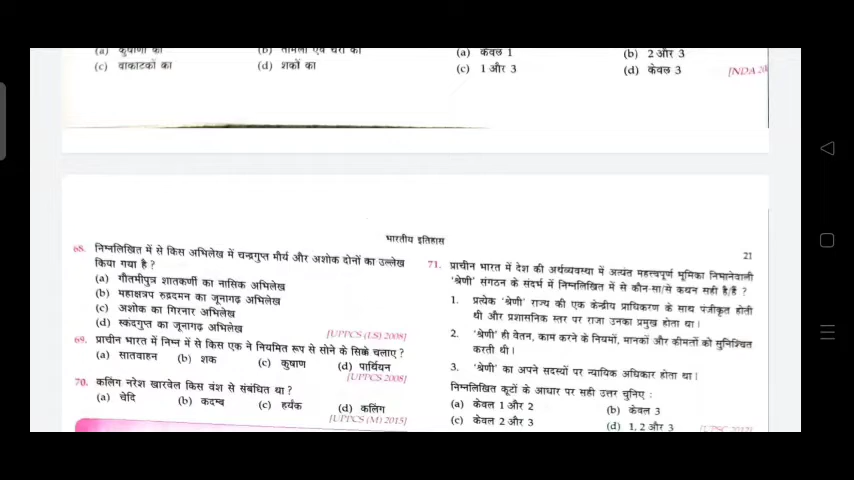 (a) कुषाणों का (b) तमिलों एवं चेरों का
(c) वाकाटकों का (d) शकों का
(a) केवल 1 (b) 2 और 3
(c) 1 और 3 (d) केवल 3 [NDA 20
भारतीय इतिहास
21
68. निम्नलिखित में से किस अभिलेख में चन्द्रगुप्त मौर्य और अशोक दोनों का उल्लेख
किया गया है ?
(a) गौतमीपुत्र शातकर्णी का नासिक अभिलेख
(b) महाक्षत्रप रुद्रदमन का जूनागढ़ अभिलेख
(c) अशोक का गिरनार अभिलेख
(d) स्कंदगुप्त का जूनागढ़ अभिलेख
[UPPCS (LS) 2008]
69. प्राचीन भारत में निम्न में से किस एक ने नियमित रूप से सोने के सिक्के चलाए ?
(a) सातवाहन (b) शक (c) कुषाण (d) पार्थियन
[UPPCS 2008]
70. कलिंग नरेश खारवेल किस वंश से संबंधित था ?
(a) चेदि (b) कदम्ब (c) हर्यक (d) कलिंग
[UPPCS (M) 2015]
71. प्राचीन भारत में देश की अर्थव्यवस्था में अत्यंत महत्त्वपूर्ण भूमिका निभानेवाली
'श्रेणी' संगठन के संदर्भ में निम्नलिखित में से कौन-सा/से कथन सही है/हैं ?
1. प्रत्येक 'श्रेणी' राज्य की एक केन्द्रीय प्राधिकरण के साथ पंजीकृत होती
थी और प्रशासनिक स्तर पर राजा उनका प्रमुख होता था।
2. 'श्रेणी' ही वेतन, काम करने के नियमों, मानकों और कीमतों को सुनिश्चित
करती थी।
3. 'श्रेणी' का अपने सदस्यों पर न्यायिक अधिकार होता था।
निम्नलिखित कूटों के आधार पर सही उत्तर चुनिए :
(a) केवल 1 और 2 (b) केवल 3
(c) केवल 2 और 3 (d) 1, 2 और 3